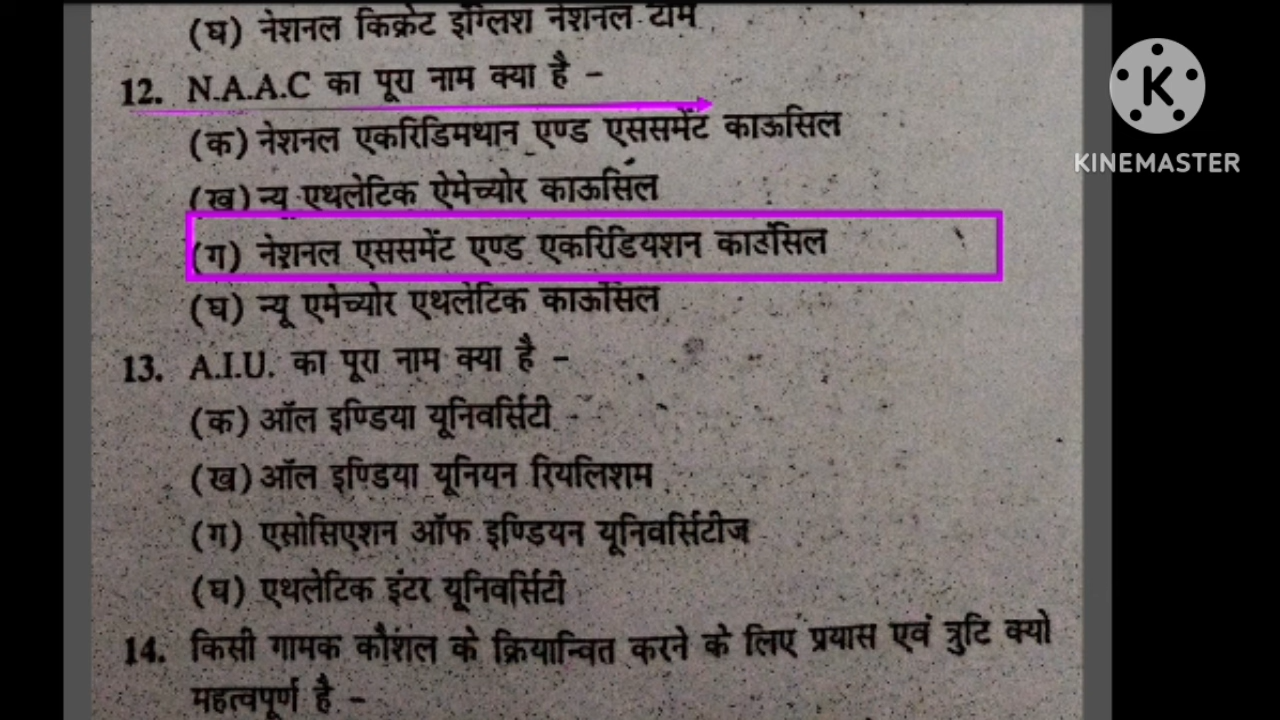 (घ) नेशनल किक्रेट इंग्लिश नेशनल टीम
12. N.A.A.C का पूरा नाम क्या है –
(क) नेशनल एकरिडिमथान एण्ड एससमेंट काऊसिल
(ख) न्यू एथलेटिक ऐमेच्योर काऊसिल
(ग) नेशनल एससमेंट एण्ड एकरिडियशन काउंसिल
(घ) न्यू एमेच्योर एथलेटिक काऊंसिल
13. A.I.U. का पूरा नाम क्या है –
(क) ऑल इण्डिया यूनिवर्सिटी
(ख) ऑल इण्डिया यूनियन रियलिशम
(ग) एसोसिएशन ऑफ इण्डियन यूनिवर्सिटीज
(घ) एथलेटिक इंटर यूनिवर्सिटी
14. किसी गामक कौशल के क्रियान्वित करने के लिए प्रयास एवं त्रुटि क्यो
महत्वपूर्ण है –
K
KINEMASTER